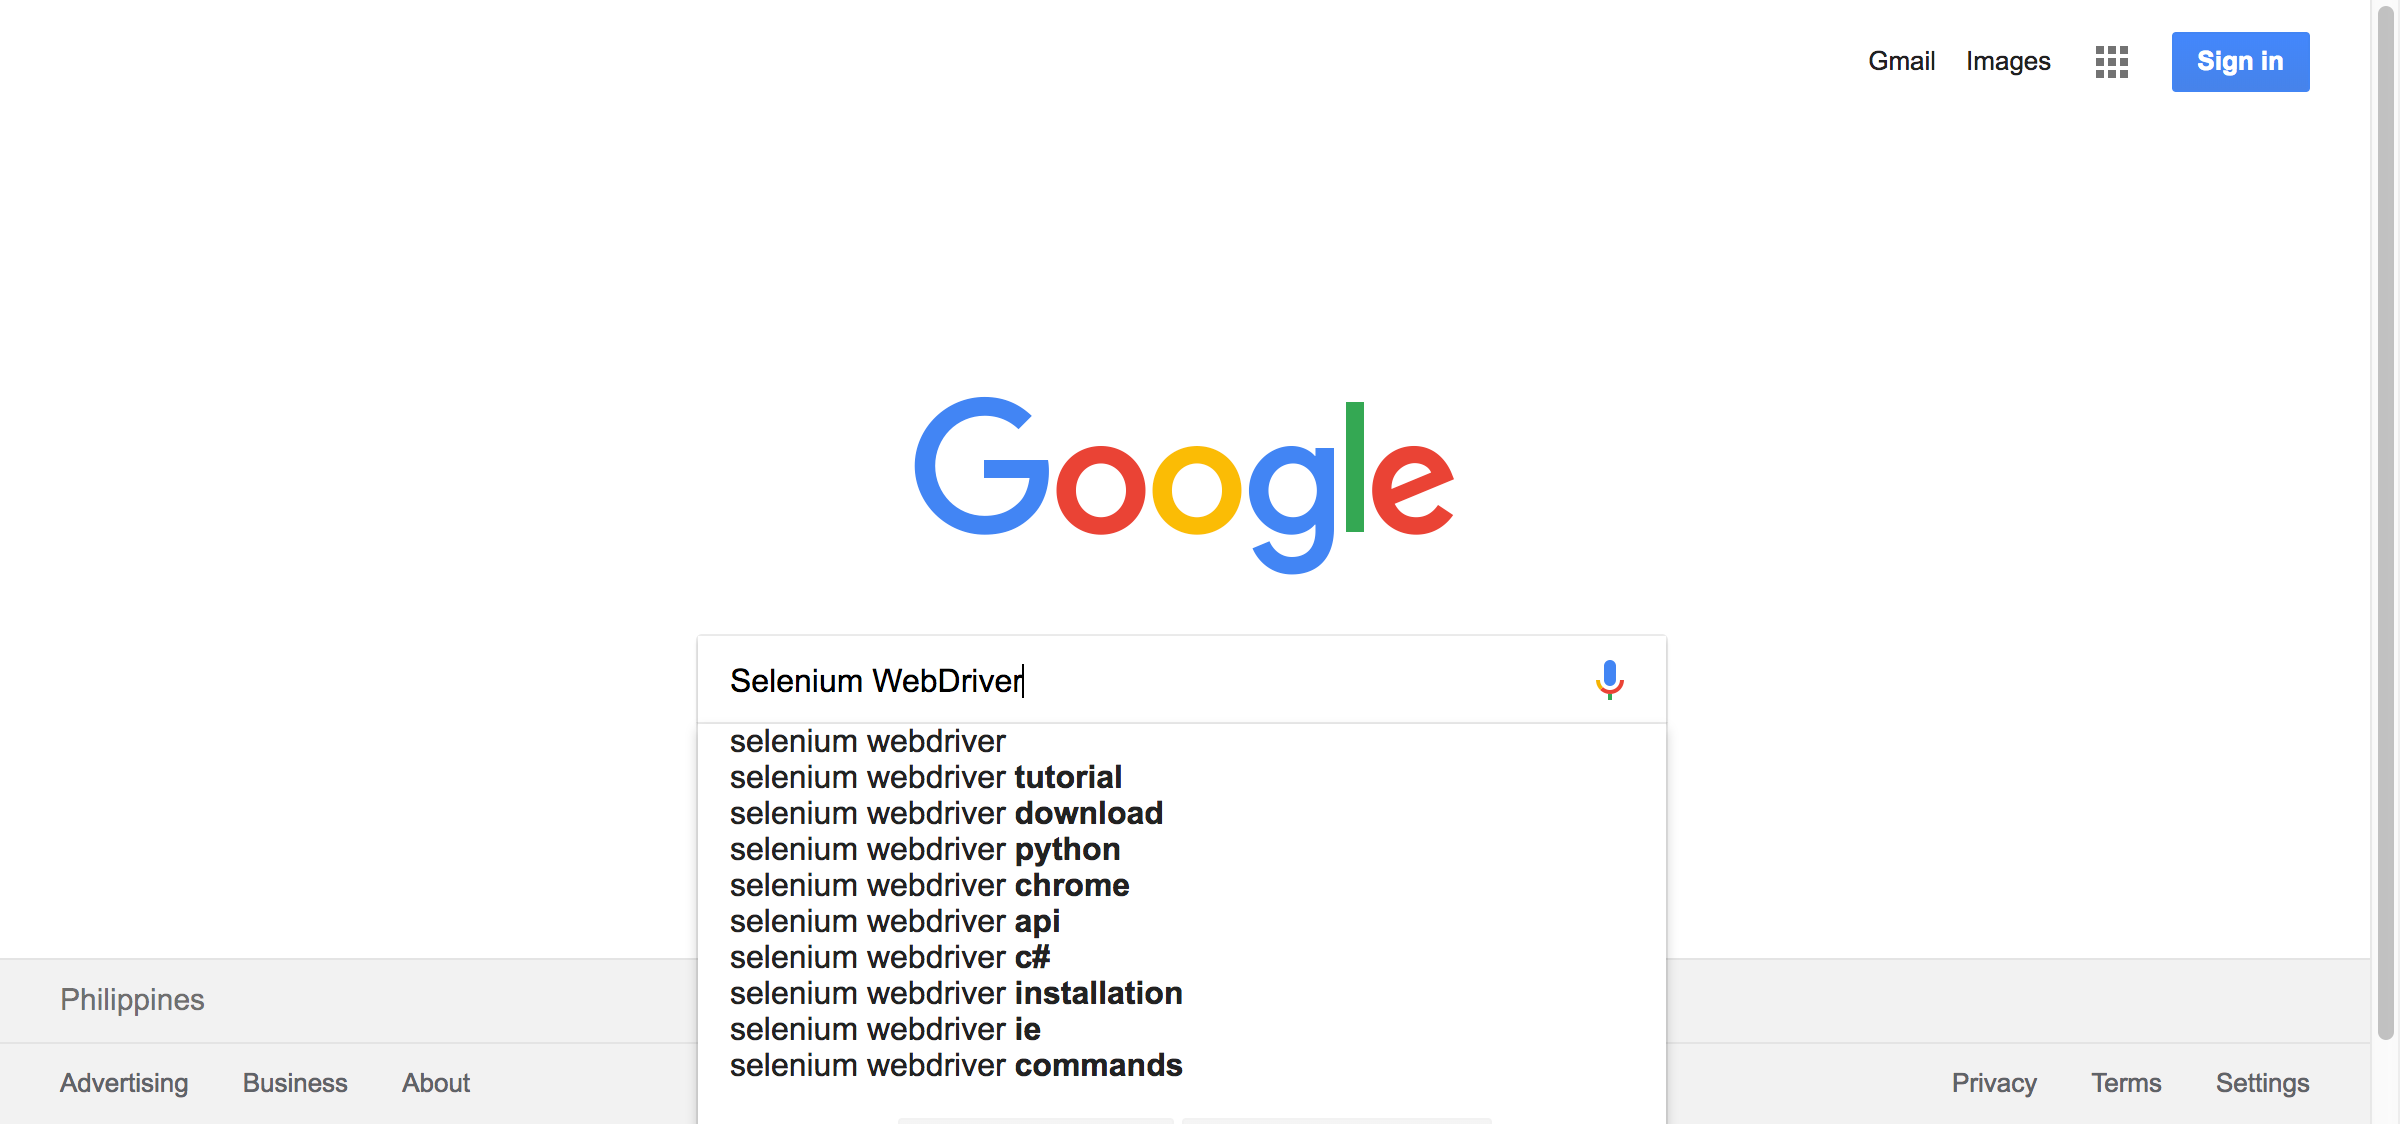 Gmail Images Sign in
Google
Selenium WebDriver
selenium webdriver
selenium webdriver tutorial
selenium webdriver download
selenium webdriver python
selenium webdriver chrome
selenium webdriver api
selenium webdriver c#
selenium webdriver installation
selenium webdriver ie
selenium webdriver commands
Philippines
Advertising Business About Privacy Terms Settings